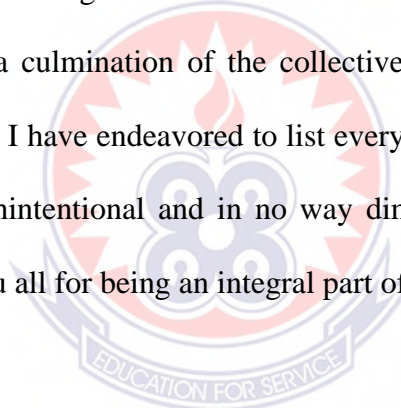 a culmination of the collective
I have endeavored to list every
nintentional and in no way din
u all for being an integral part of
EDUCATION FOR SERVICE